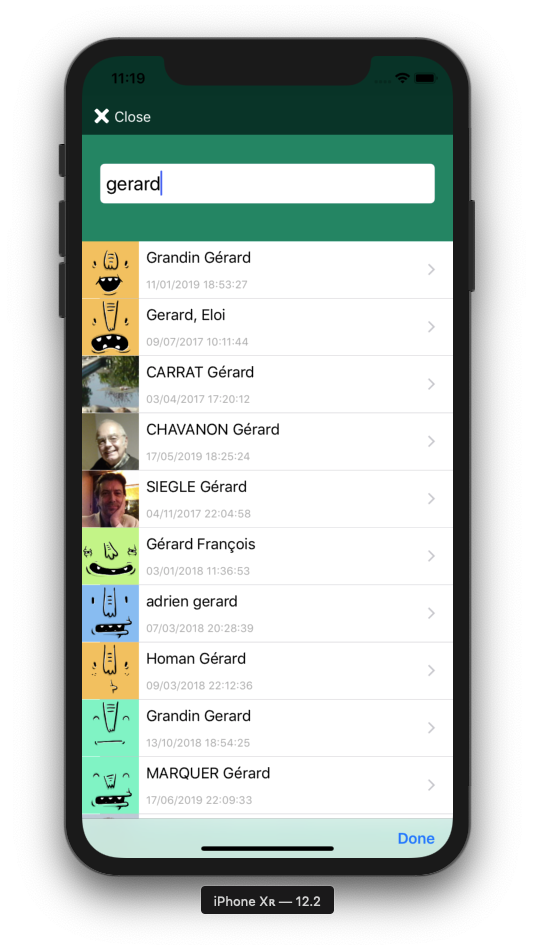 11:19
Close
gerard
Grandin Gérard
11/01/2019 18:53:27
Gerard, Eloi
09/07/2017 10:11:44
CARRAT Gérard
03/04/2017 17:20:12
CHAVANON Gérard
17/05/2019 18:25:24
SIEGLE Gérard
04/11/2017 22:04:58
Gérard François
03/01/2018 11:36:53
adrien gerard
07/03/2018 20:28:39
Homan Gérard
09/03/2018 22:12:36
Grandin Gerard
13/10/2018 18:54:25
MARQUER Gérard
17/06/2019 22:09:33
Done
iPhone Xʀ — 12.2